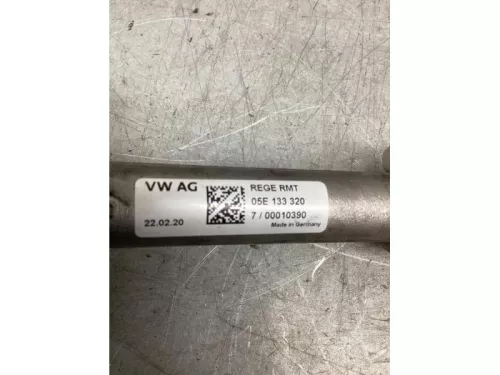 VW AG
22.02.20
REGE RMT
05E 133 320
7 / 00010390
Made in Germany